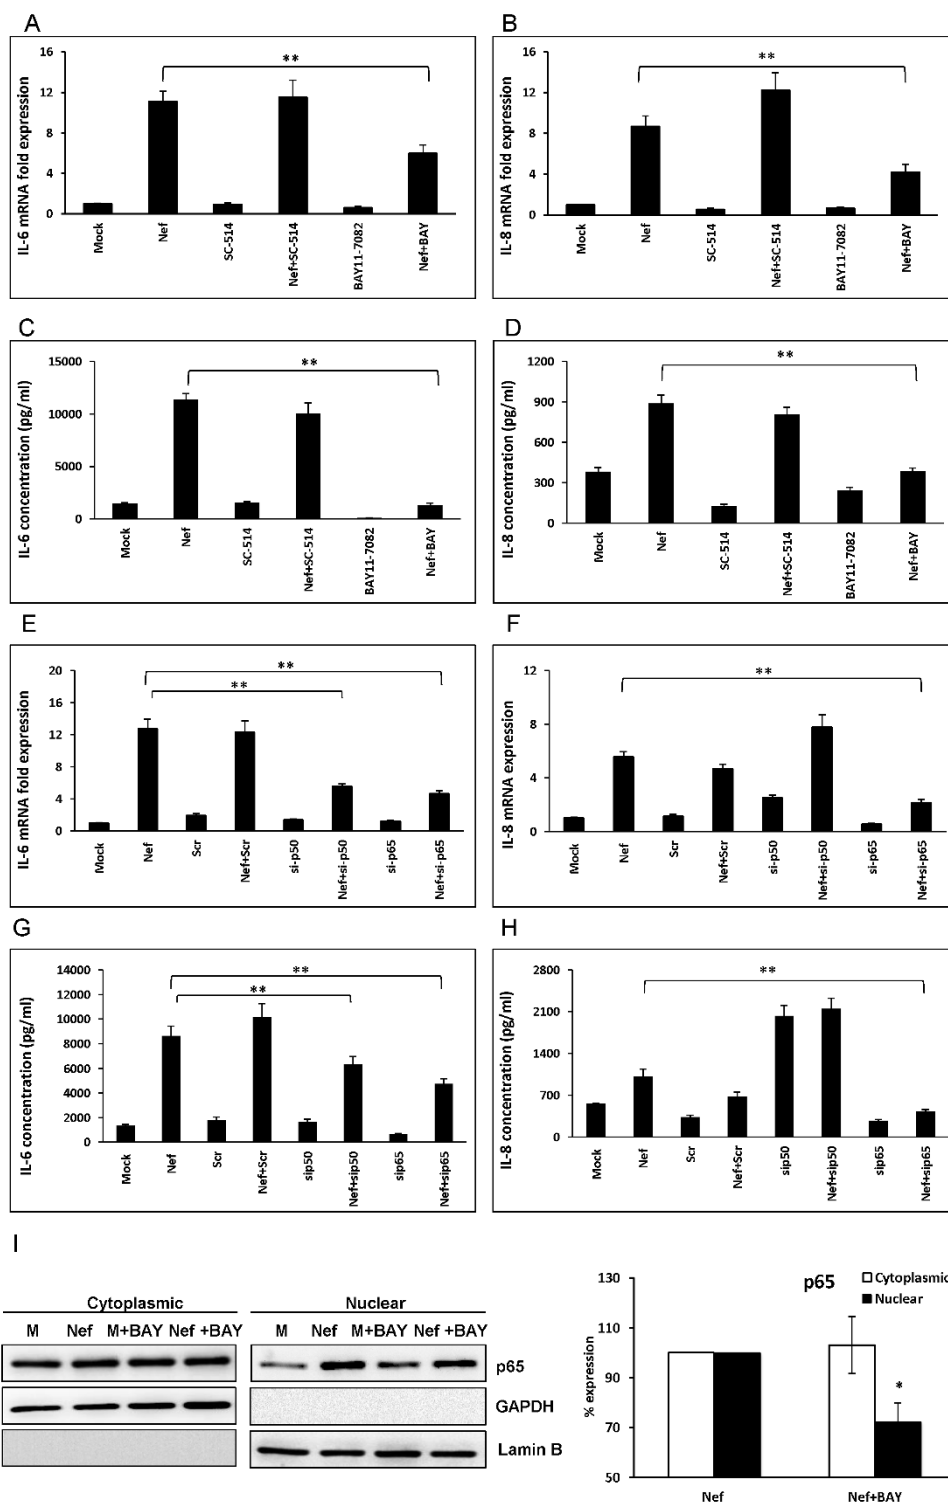 A
IL-6 mRNA fold expression
16
12
8
4
0
**
Mock
Nef
SC-514
Nef+SC-514
BAY11-7082
Nef+BAY
B
IL-8 mRNA fold expression
16
12
8
4
0
**
Mock
Nef
SC-514
Nef+SC-514
BAY11-7082
Nef+BAY
C
IL-6 concentration (pg/ml)
15000
10000
5000
0
**
Mock
Nef
SC-514
Nef+SC-514
BAY11-7082
Nef+BAY
D
IL-8 concentration (pg/ml)
1200
900
600
300
0
**
Mock
Nef
SC-514
Nef+SC-514
BAY11-7082
Nef+BAY
E
IL-6 mRNA fold expression
20
16
12
8
4
0
**
**
Mock
Nef
Scr
Nef+Scr
si-p50
Nef+si-p50
si-p65
Nef+si-p65
F
IL-8 mRNA expression
12
8
4
0
**
Mock
Nef
Scr
Nef+Scr
si-p50
Nef+si-p50
si-p65
Nef+si-p65
G
IL-6 concentration (pg/ml)
14000
12000
10000
8000
6000
4000
2000
0
**
**
Mock
Nef
Scr
Nef+Scr
sip50
Nef+sip50
sip65
Nef+sip65
H
IL-8 concentration (pg/ml)
2800
2100
1400
700
0
**
Mock
Nef
Scr
Nef+Scr
sip50
Nef+sip50
sip65
Nef+sip65
I
Cytoplasmic
Nuclear
M Nef M+BAY Nef +BAY
M Nef M+BAY Nef +BAY
p65
GAPDH
Lamin B
p65
Cytoplasmic
Nuclear
% expression
130
110
90
70
50
*
Nef
Nef+BAY